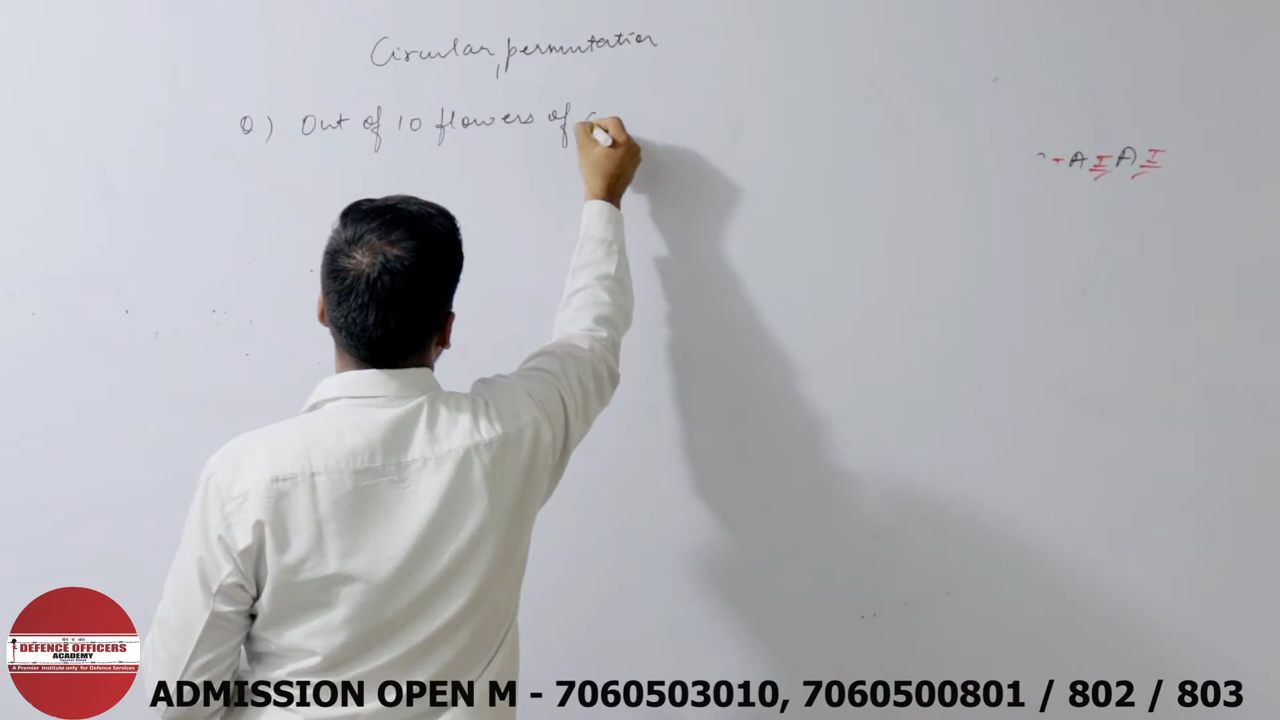 Circular permutation
Q) Out of 10 flowers of
A I A I
DEFENCE OFFICERS
ACADEMY
A Premier Institute only for Defence Services
ADMISSION OPEN M - 7060503010, 7060500801 / 802 / 803